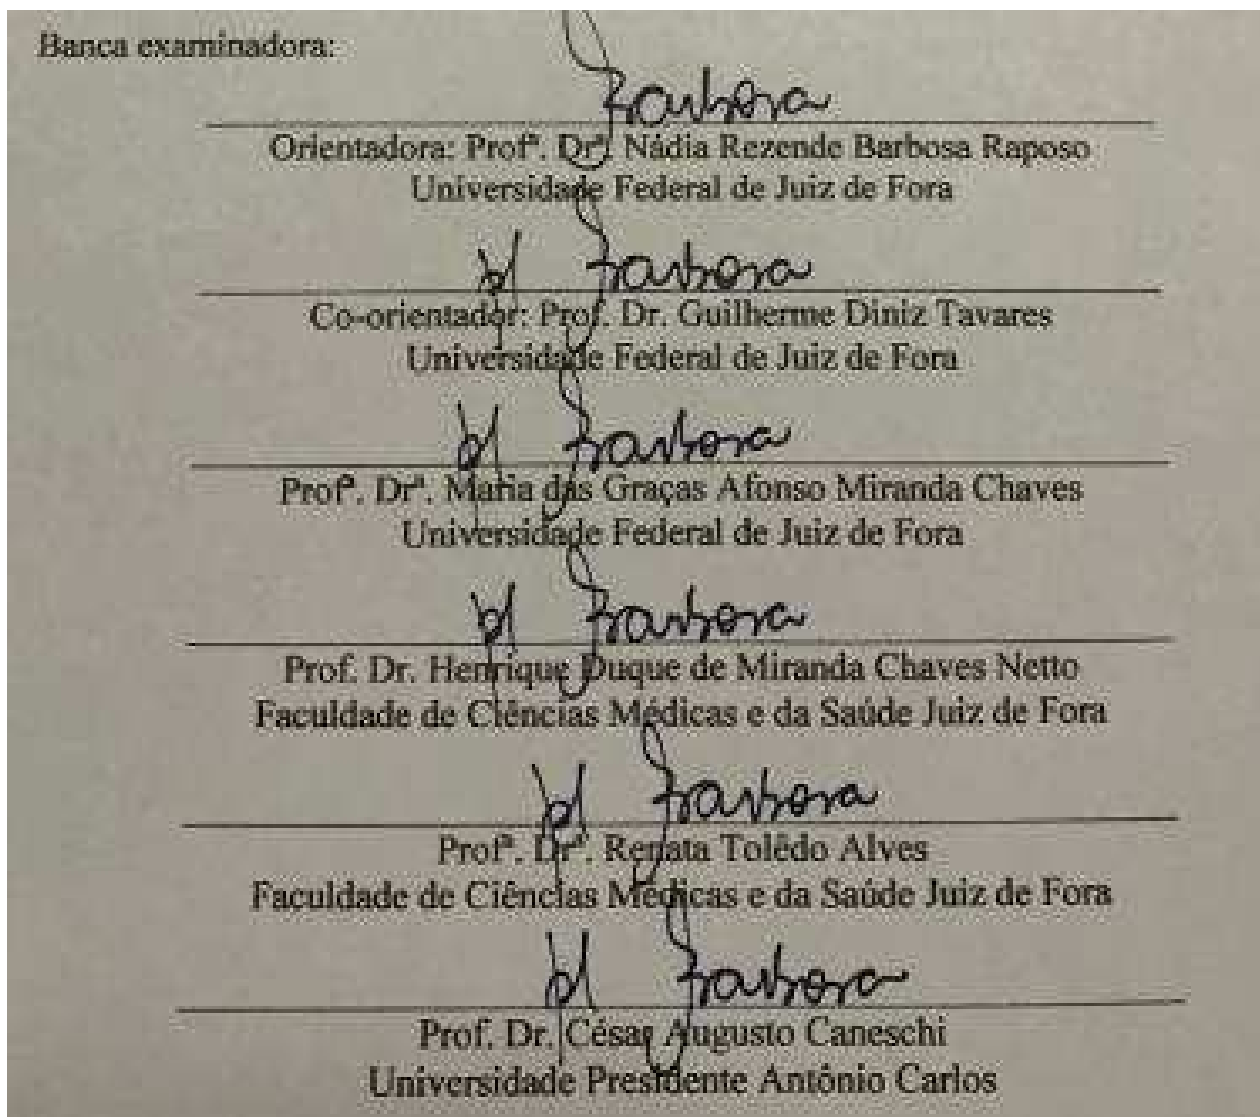 Banca examinadora:
Barbosa
Orientadora: Profª. Drª. Nádia Rezende Barbosa Raposo
Universidade Federal de Juiz de Fora
p/ Barbosa
Co-orientador: Prof. Dr. Guilherme Diniz Tavares
Universidade Federal de Juiz de Fora
p/ Barbosa
Profª. Drª. Maria das Graças Afonso Miranda Chaves
Universidade Federal de Juiz de Fora
p/ Barbosa
Prof. Dr. Henrique Duque de Miranda Chaves Netto
Faculdade de Ciências Médicas e da Saúde Juiz de Fora
p/ Barbosa
Profª. Drª. Renata Tolêdo Alves
Faculdade de Ciências Médicas e da Saúde Juiz de Fora
p/ Barbosa
Prof. Dr. César Augusto Caneschi
Universidade Presidente Antônio Carlos